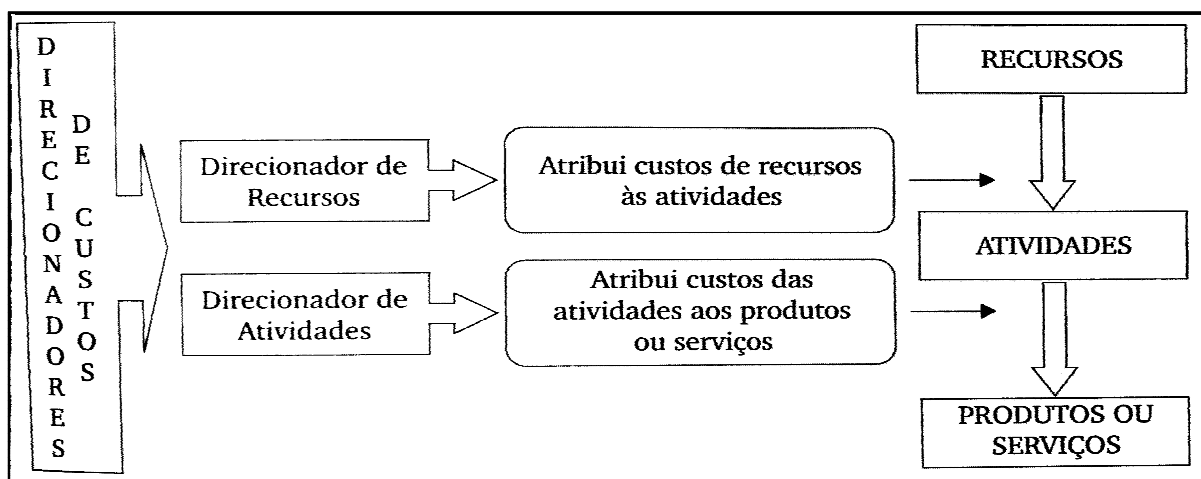 DIRECIONADORES
DE CUSTOS
Direcionador de
Recursos
Atribui custos de recursos
às atividades
Direcionador de
Atividades
Atribui custos das
atividades aos produtos
ou serviços
RECURSOS
ATIVIDADES
PRODUTOS OU
SERVIÇOS